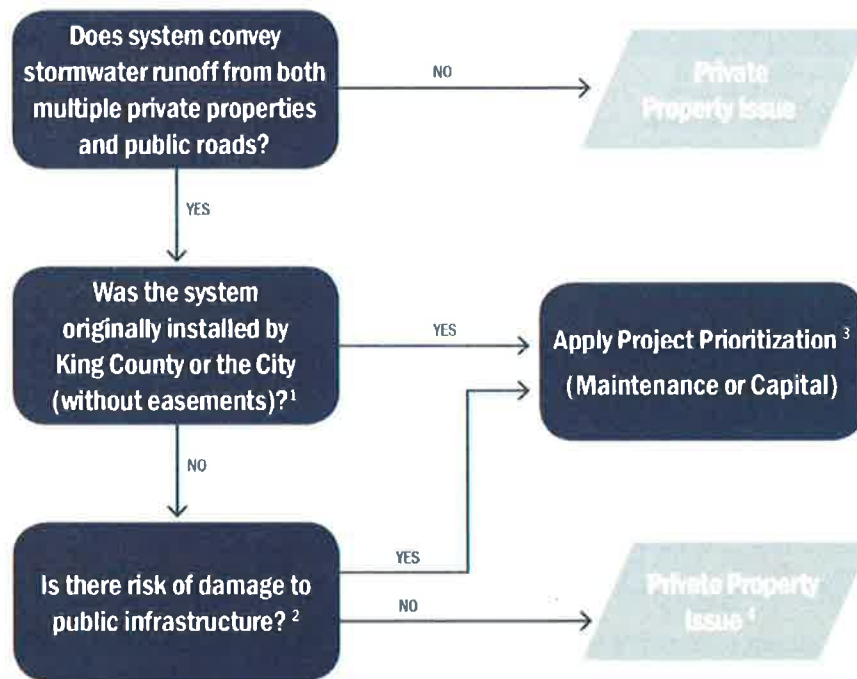 Does system convey
stormwater runoff from both
multiple private properties
and public roads?
NO
Private
Property Issue
YES
Was the system
originally installed by
King County or the City
(without easements)?¹
YES
Apply Project Prioritization ³
(Maintenance or Capital)
NO
Is there risk of damage to
public infrastructure? ²
YES
NO
Private Property
Issue ⁴